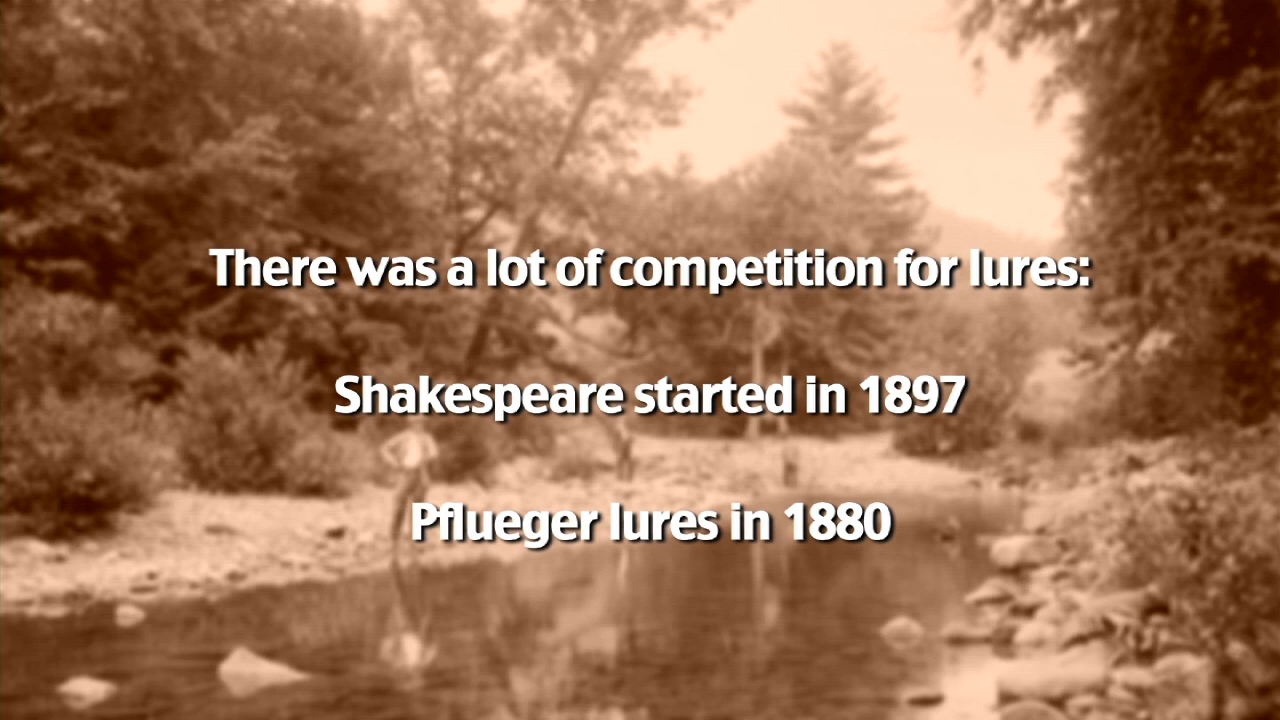 There was a lot of competition for lures:
Shakespeare started in 1897
Pflueger lures in 1880